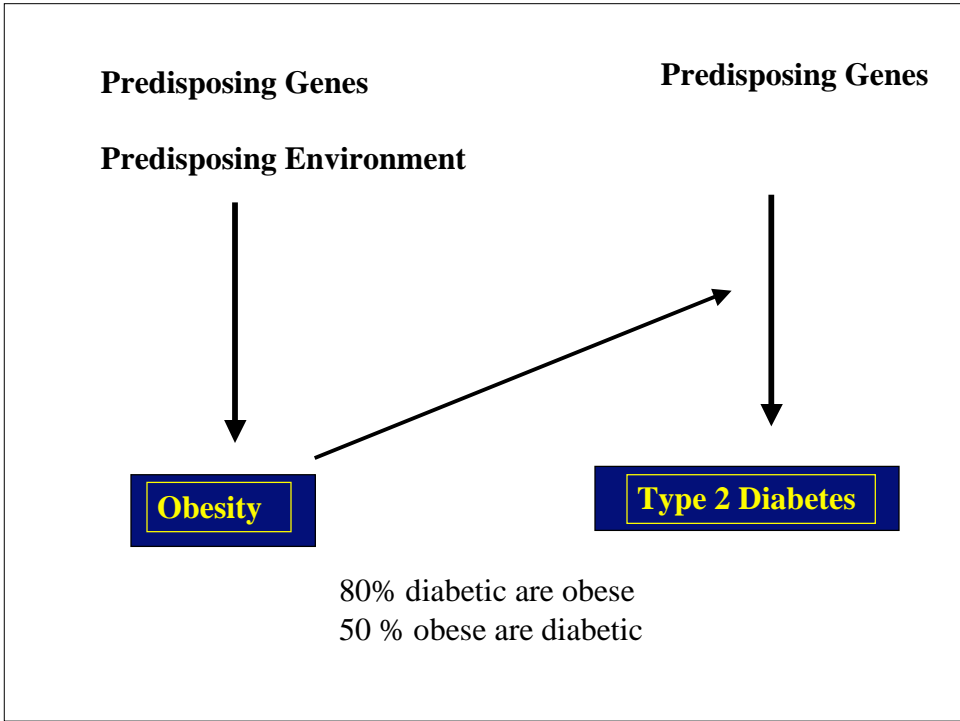 Predisposing Genes
Predisposing Environment
Predisposing Genes
Obesity
Type 2 Diabetes
80% diabetic are obese
50 % obese are diabetic